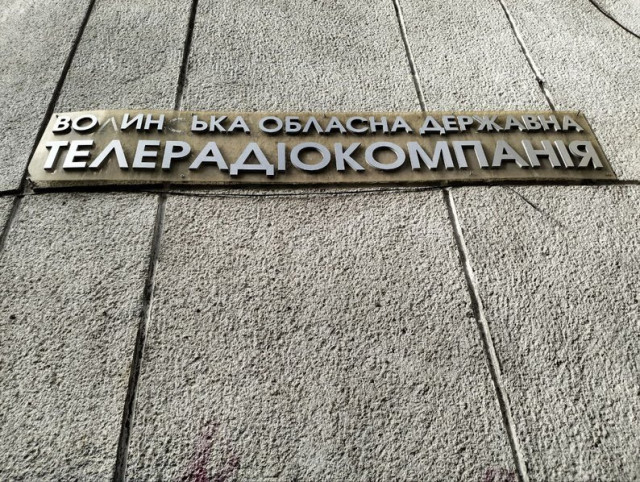 ВОЛИНСЬКА ОБЛАСНА ДЕРЖАВНА
ТЕЛЕРАДІОКОМПАНІЯ